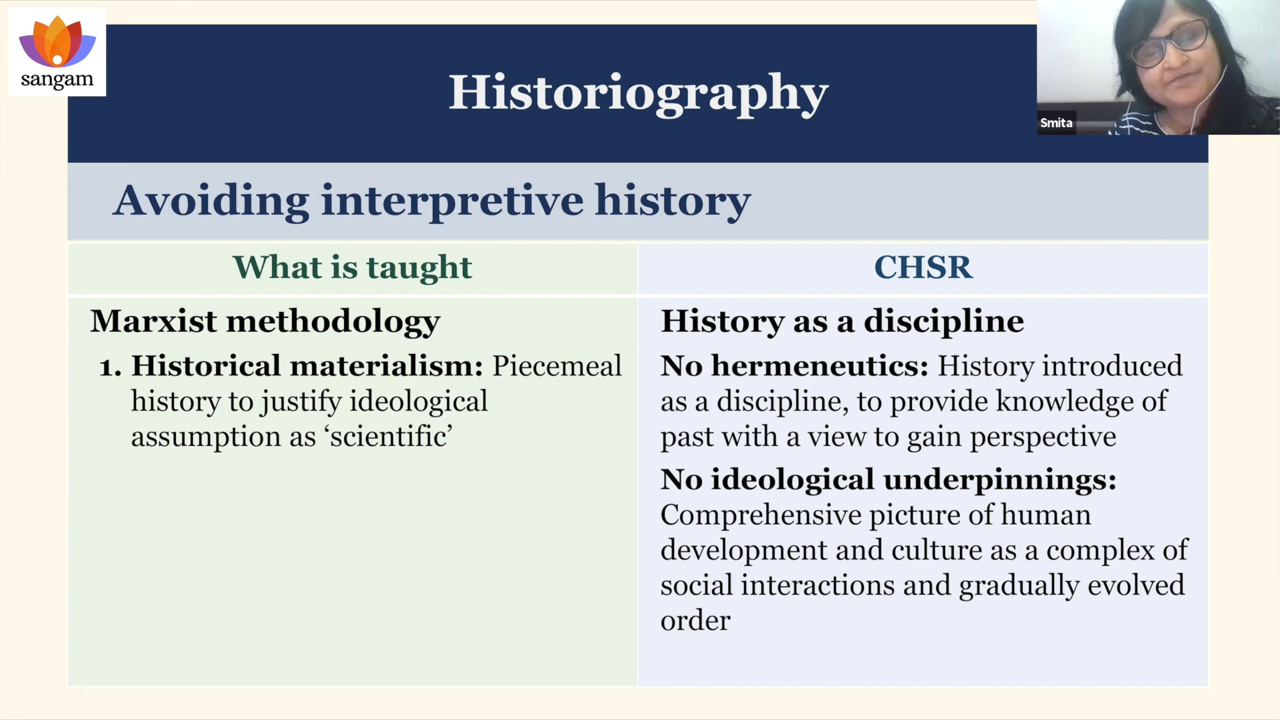 sangam
Historiography
Smita
Avoiding interpretive history
What is taught
CHSR
Marxist methodology
1. Historical materialism: Piecemeal
history to justify ideological
assumption as ‘scientific’
History as a discipline
No hermeneutics: History introduced
as a discipline, to provide knowledge of
past with a view to gain perspective
No ideological underpinnings:
Comprehensive picture of human
development and culture as a complex of
social interactions and gradually evolved
order